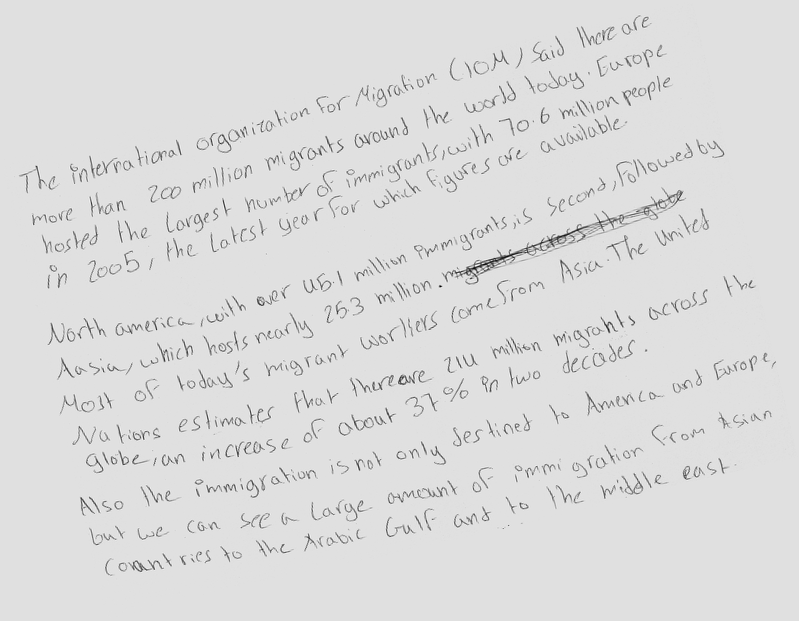 The international organization For Migration (IOM) said there are
more than 200 million migrants around the world today. Europe
hosted the Largest number of immigrants, with 70.6 million people
in 2005, the Latest year for which figures are available.
North america, with over 45.1 million immigrants, is second, followed by
Aasia, which hosts nearly 25.3 million. migrants across the globe
Most of today's migrant workers come from Asia. The United
Nations estimates that there are 214 million migrants across the
globe, an increase of about 37% in two decades.
Also the immigration is not only destined to America and Europe,
but we can see a Large amount of immigration from Asian
Countries to the Arabic Gulf and to the middle east.